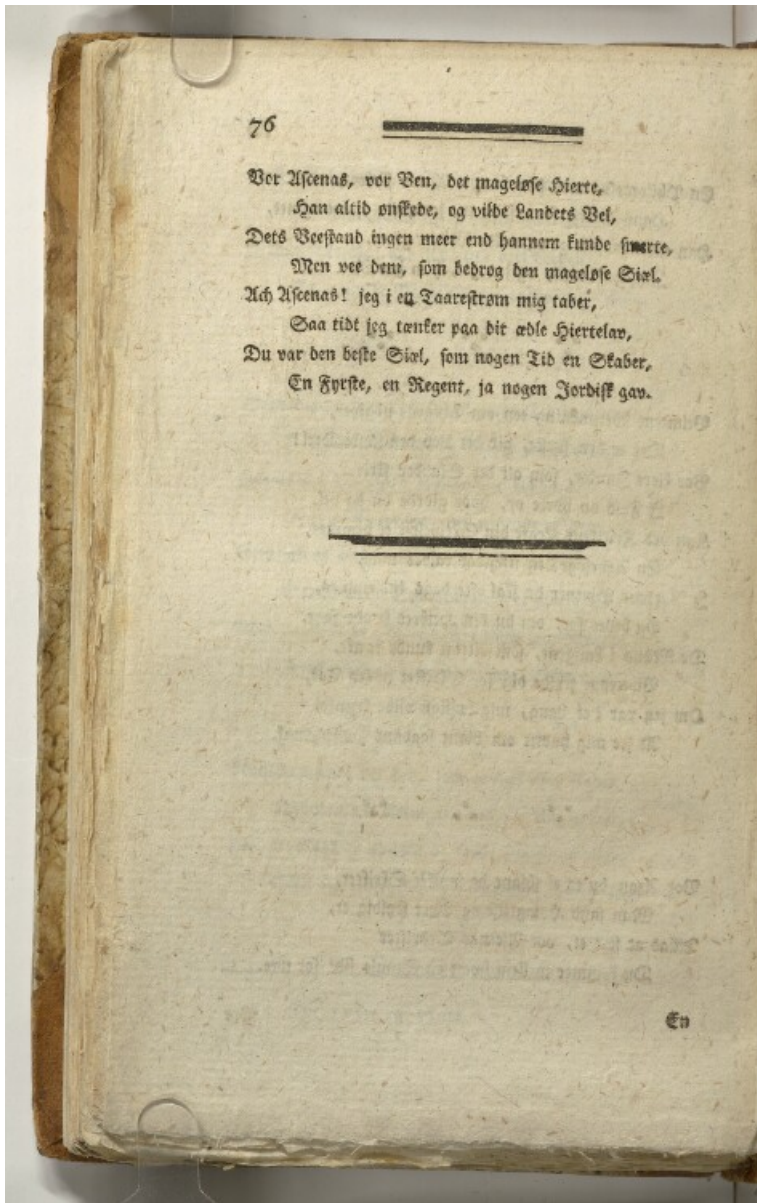 76
Vor Ascenas, vor Ven, det mageløse Hierte,
Han altid ønskede, og vilde Landets Vel,
Dets Veestand ingen meer end hannem kunde smerte,
Men vee dem, som bedrog den mageløse Siæl.
Ach Ascenas! jeg i en Taarestrøm mig taber,
Saa tidt jeg tænker paa dit ædle Hiertelav,
Du var den beste Siæl, som nogen Tid en Skaber,
En Fyrste, en Regent, ja nogen Jordisk gav.
En